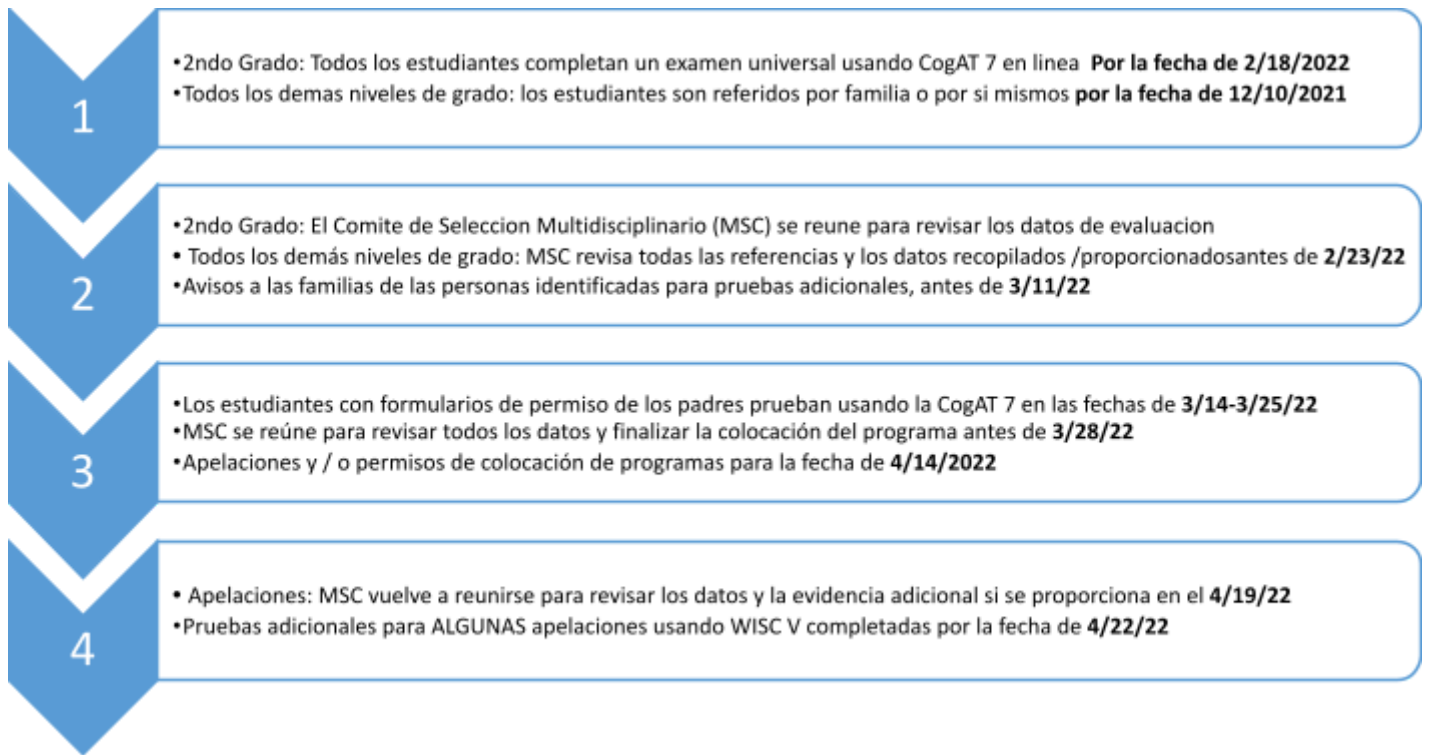 1
•2ndo Grado: Todos los estudiantes completan un examen universal usando CogAT 7 en linea Por la fecha de 2/18/2022
•Todos los demas niveles de grado: los estudiantes son referidos por familia o por si mismos por la fecha de 12/10/2021
2
•2ndo Grado: El Comite de Seleccion Multidisciplinario (MSC) se reune para revisar los datos de evaluacion
• Todos los demás niveles de grado: MSC revisa todas las referencias y los datos recopilados /proporcionadosantes de 2/23/22
•Avisos a las familias de las personas identificadas para pruebas adicionales, antes de 3/11/22
3
•Los estudiantes con formularios de permiso de los padres prueban usando la CogAT 7 en las fechas de 3/14-3/25/22
•MSC se reúne para revisar todos los datos y finalizar la colocación del programa antes de 3/28/22
•Apelaciones y / o permisos de colocación de programas para la fecha de 4/14/2022
4
• Apelaciones: MSC vuelve a reunirse para revisar los datos y la evidencia adicional si se proporciona en el 4/19/22
•Pruebas adicionales para ALGUNAS apelaciones usando WISC V completadas por la fecha de 4/22/22